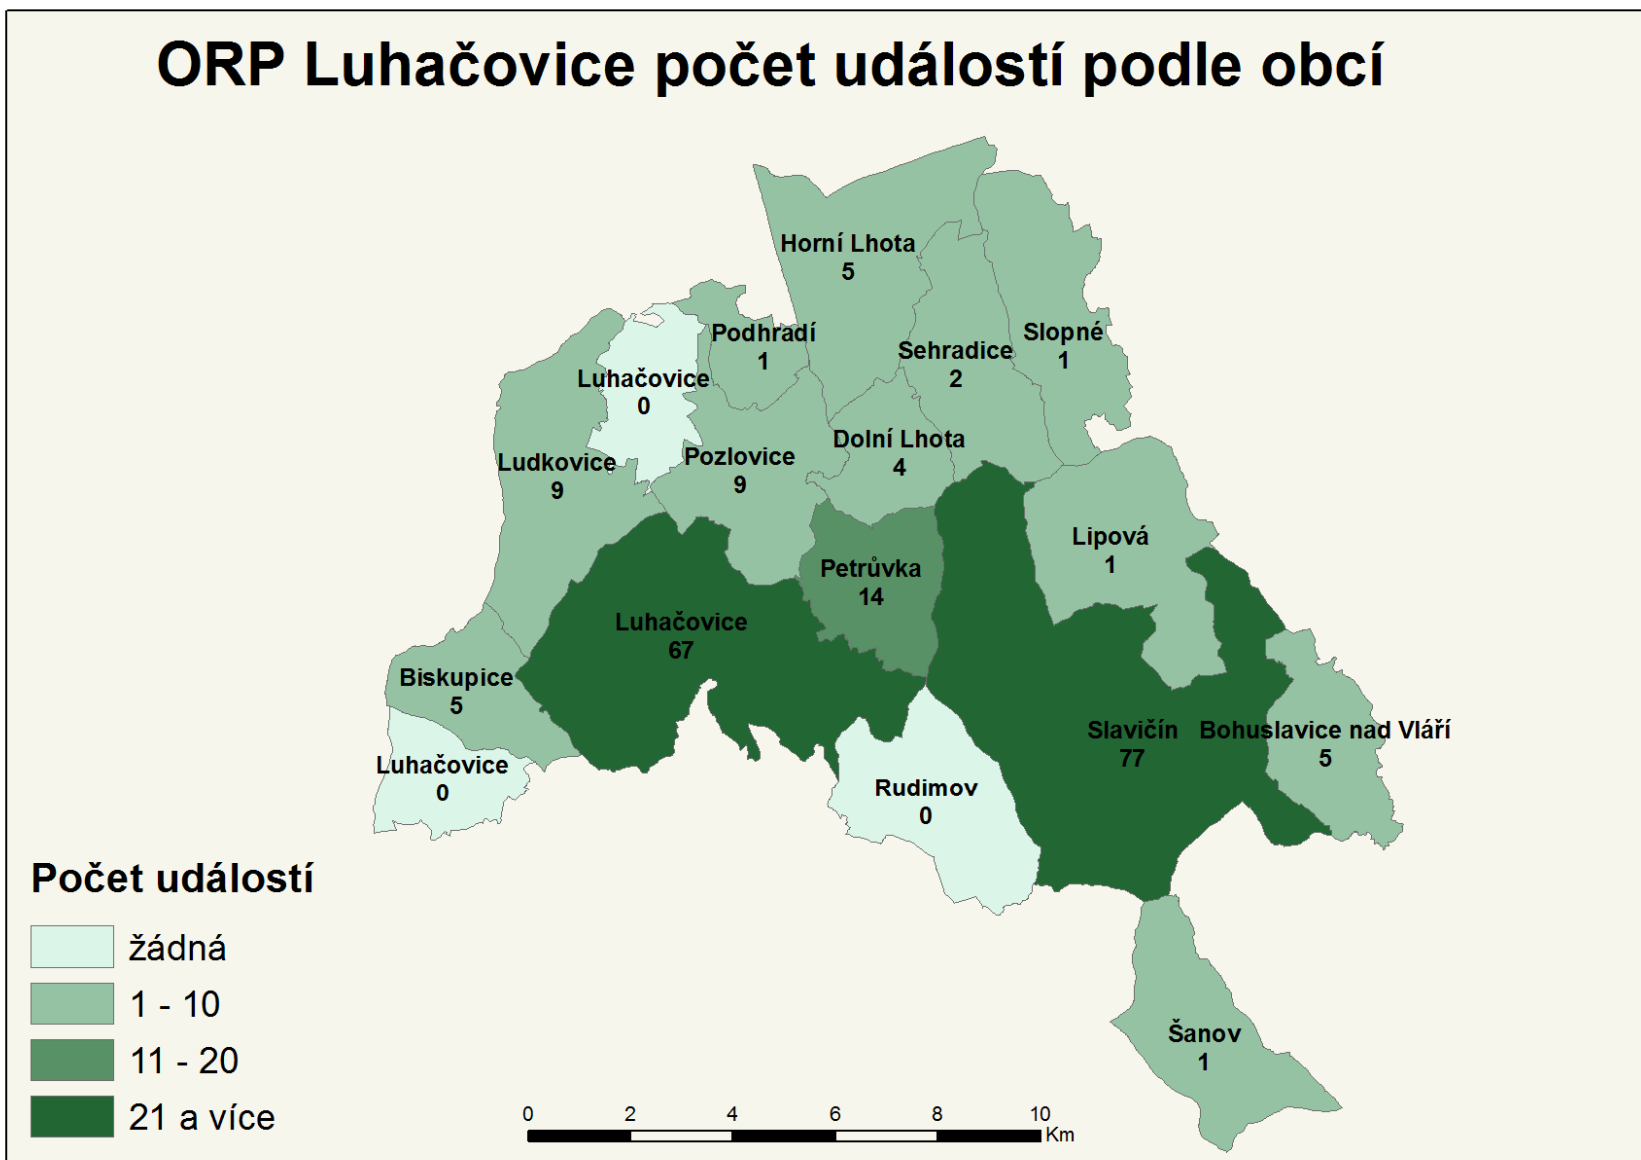 ORP Luhačovice počet událostí podle obcí
Horní Lhota
5
Podhradí
1
Slopné
1
Sehradice
2
Luhačovice
0
Dolní Lhota
4
Pozlovice
9
Ludkovice
9
Lipová
1
Petrůvka
14
Luhačovice
67
Biskupice
5
Slavičín
77
Bohuslavice nad Vláří
5
Luhačovice
0
Rudimov
0
Šanov
1
Počet událostí
žádná
1 - 10
11 - 20
21 a více
0 2 4 6 8 10
Km